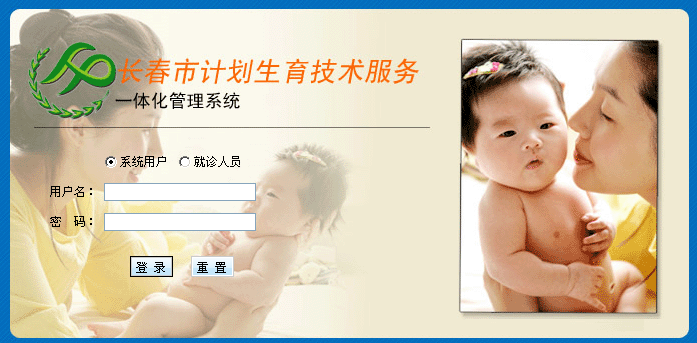 长春市计划生育技术服务
一体化管理系统
系统用户 就诊人员
用户名：
密 码：
登 录 重 置